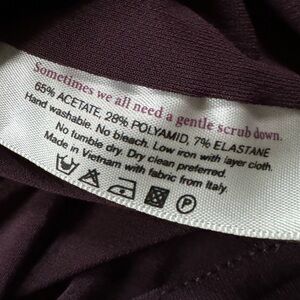 Sometimes we all need a gentle scrub down.
65% ACETATE, 28% POLYAMID, 7% ELASTANE
Hand washable. No bleach. Low iron with layer cloth.
No tumble dry. Dry clean preferred.
Made in Vietnam with fabric from Italy.
P